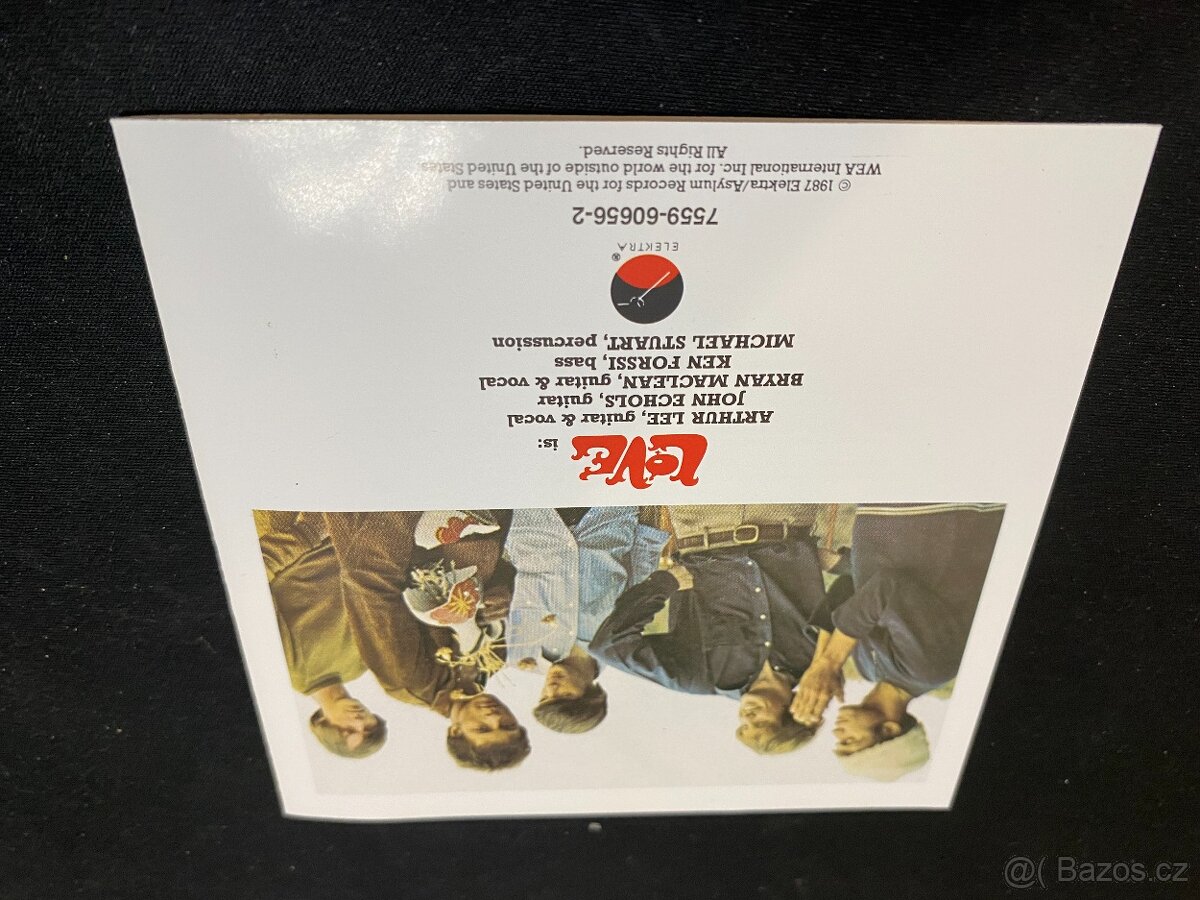 LOVE is:
ARTHUR LEE, guitar & vocal
JOHN ECHOLS, guitar
BRYAN MACLEAN, guitar & vocal
KEN FORSSI, bass
MICHAEL STUART, percussion
ELEKTRA®
7559-60656-2
© 1987 Elektra/Asylum Records for the United States and
WEA International Inc. for the world outside of the United States.
All Rights Reserved.
@( Bazos.cz